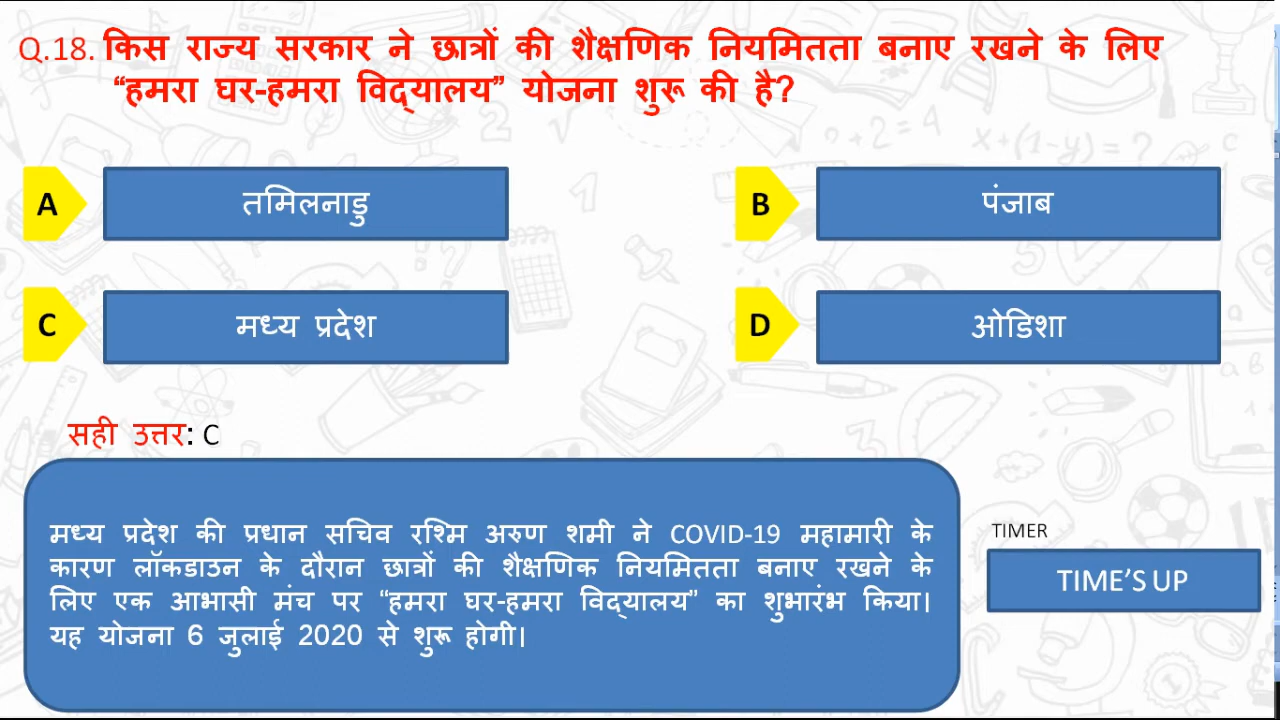 Q.18. किस राज्य सरकार ने छात्रों की शैक्षणिक नियमितता बनाए रखने के लिए
“हमरा घर-हमरा विद्यालय” योजना शुरू की है?
A तमिलनाडु
B पंजाब
C मध्य प्रदेश
D ओडिशा
सही उत्तर: C
मध्य प्रदेश की प्रधान सचिव रश्मि अरुण शमी ने COVID-19 महामारी के
कारण लॉकडाउन के दौरान छात्रों की शैक्षणिक नियमितता बनाए रखने के
लिए एक आभासी मंच पर “हमरा घर-हमरा विद्यालय” का शुभारंभ किया।
यह योजना 6 जुलाई 2020 से शुरू होगी।
TIMER
TIME’S UP